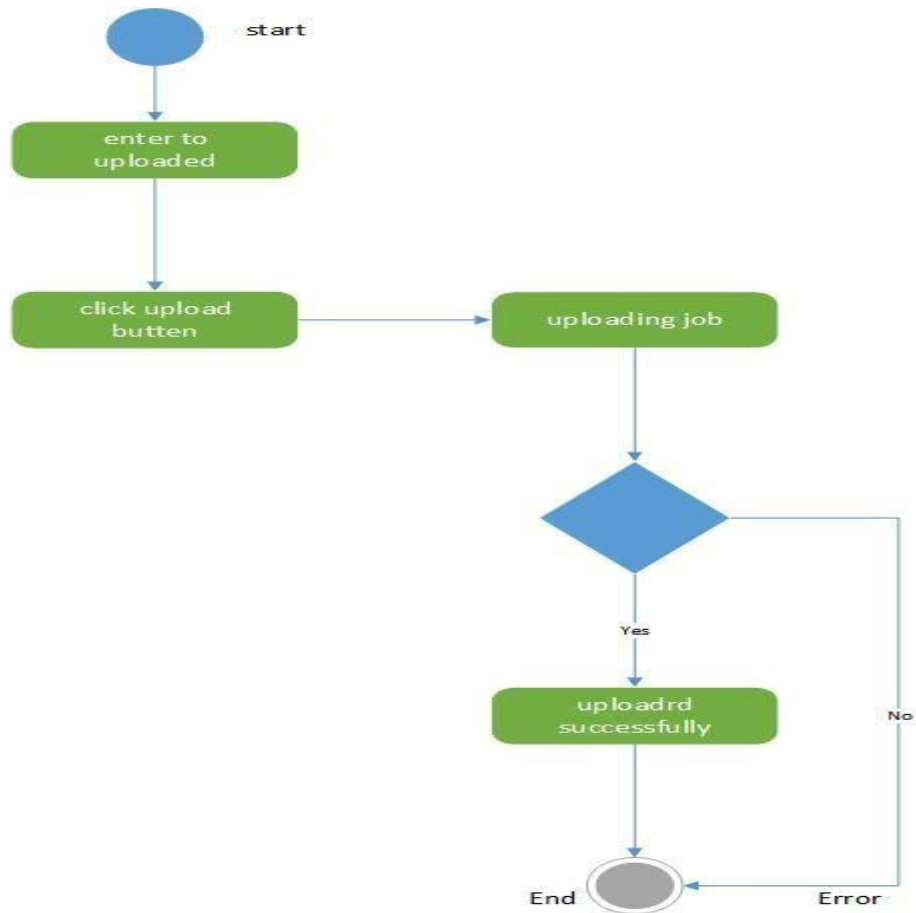 start
enter to
uploaded
click upload
butten
uploading job
Yes
uploadrd
successfully
No
End
Error